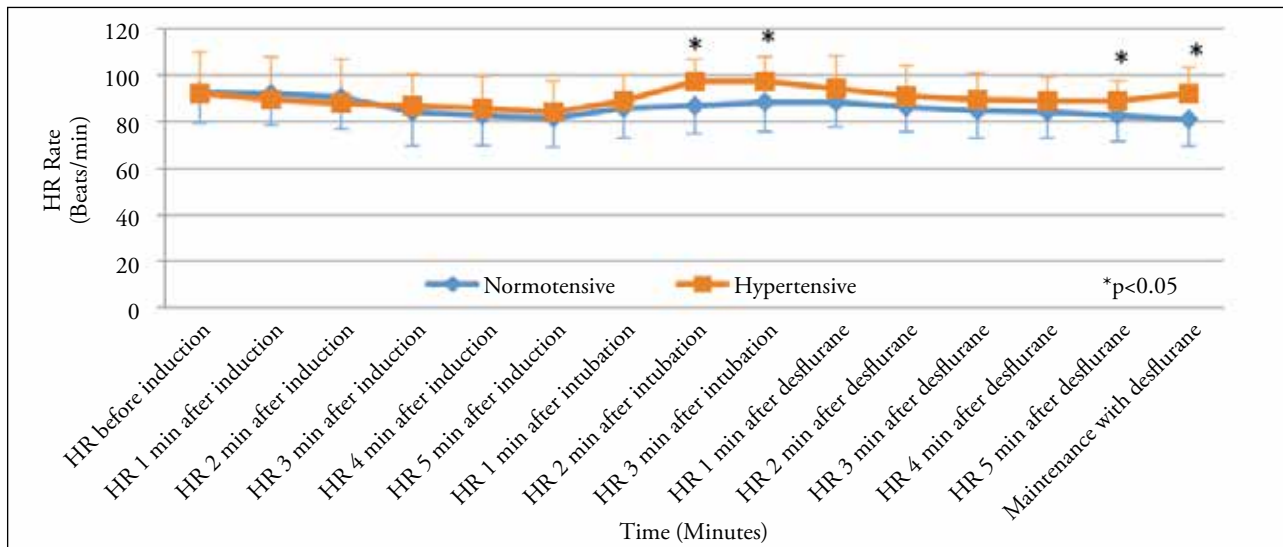 120
100
80
60
40
20
0
HR Rate
(Beats/min)
*
*
*
*
Normotensive
Hypertensive
*p<0.05
HR before induction
HR 1 min after induction
HR 2 min after induction
HR 3 min after induction
HR 4 min after induction
HR 5 min after induction
HR 1 min after intubation
HR 2 min after intubation
HR 3 min after intubation
HR 1 min after desflurane
HR 2 min after desflurane
HR 3 min after desflurane
HR 4 min after desflurane
HR 5 min after desflurane
Maintenance with desflurane
Time (Minutes)